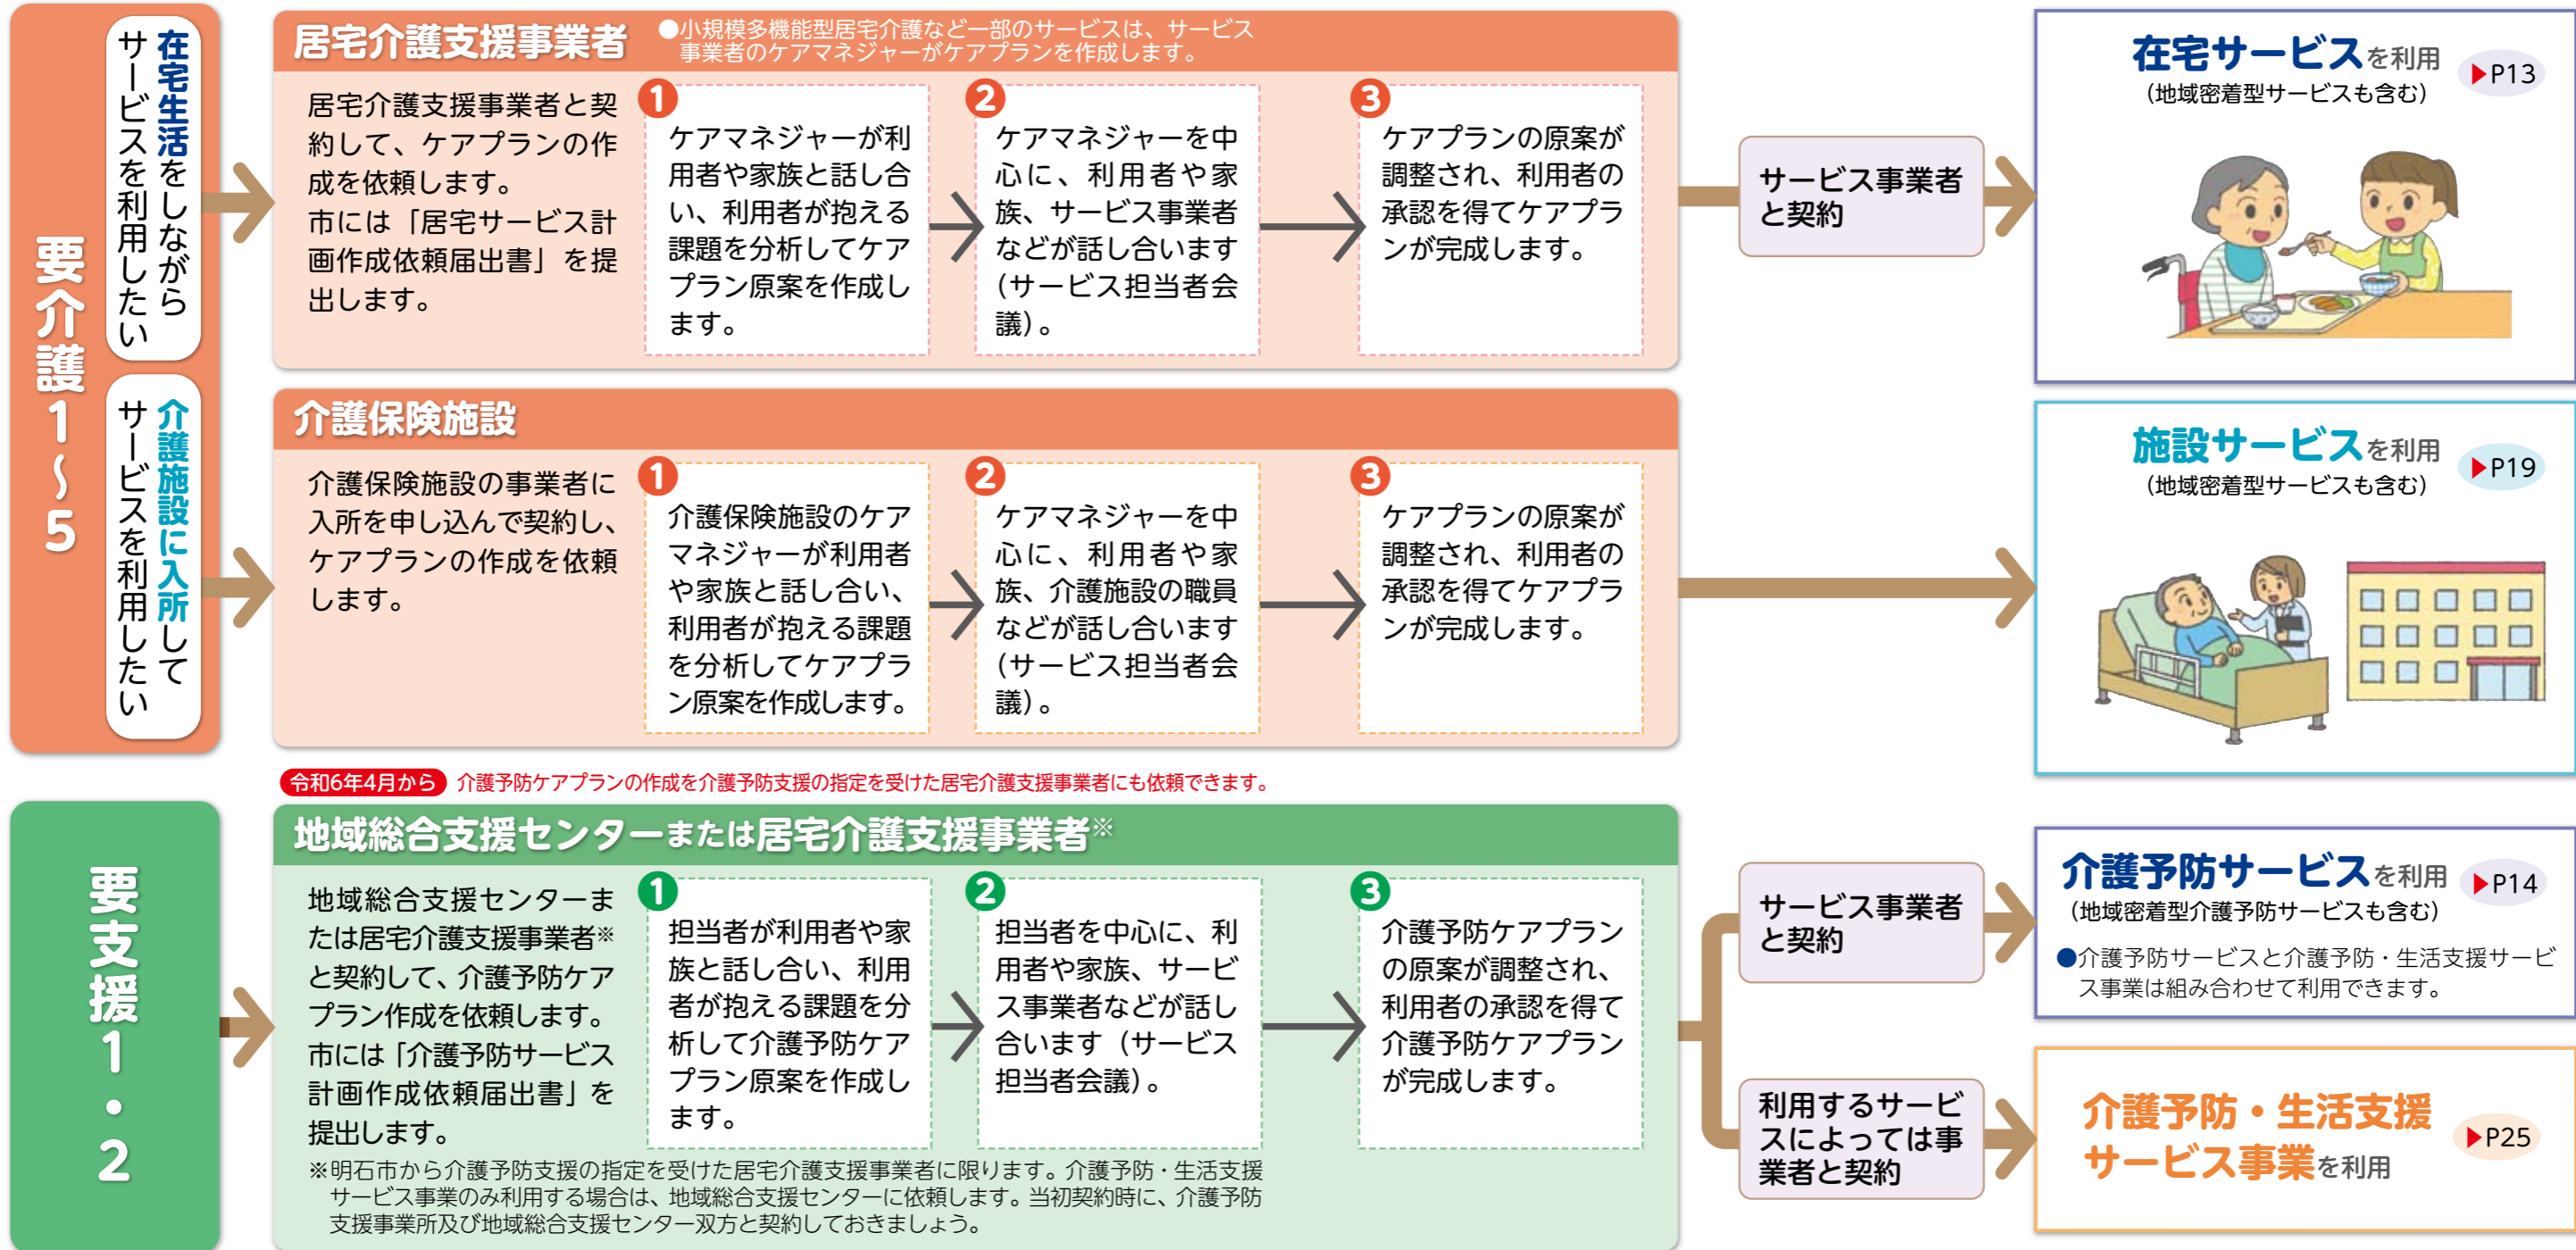 要介護1～5
在宅生活をしながら
サービスを利用したい
居宅介護支援事業者
●小規模多機能型居宅介護など一部のサービスは、サービス
事業者のケアマネジャーがケアプランを作成します。
居宅介護支援事業者と契
約して、ケアプランの作
成を依頼します。
市には「居宅サービス計
画作成依頼届出書」を提
出します。
1
ケアマネジャーが利
用者や家族と話し合
い、利用者が抱える
課題を分析してケア
プラン原案を作成し
ます。
2
ケアマネジャーを中
心に、利用者や家
族、サービス事業者
などが話し合います
（サービス担当者会
議）。
3
ケアプランの原案が
調整され、利用者の
承認を得てケアプラ
ンが完成します。
サービス事業者
と契約
在宅サービスを利用
（地域密着型サービスも含む）
▶P13
介護施設に入所して
サービスを利用したい
介護保険施設
介護保険施設の事業者に
入所を申し込んで契約し、
ケアプランの作成を依頼
します。
1
介護保険施設のケア
マネジャーが利用者
や家族と話し合い、
利用者が抱える課題
を分析してケアプラ
ン原案を作成します。
2
ケアマネジャーを中
心に、利用者や家
族、介護施設の職員
などが話し合います
（サービス担当者会
議）。
3
ケアプランの原案が
調整され、利用者の
承認を得てケアプラ
ンが完成します。
施設サービスを利用
（地域密着型サービスも含む）
▶P19
令和6年4月から 介護予防ケアプランの作成を介護予防支援の指定を受けた居宅介護支援事業者にも依頼できます。
要支援1・2
地域総合支援センターまたは居宅介護支援事業者※
地域総合支援センターま
たは居宅介護支援事業者※
と契約して、介護予防ケア
プラン作成を依頼します。
市には「介護予防サービス
計画作成依頼届出書」を
提出します。
1
担当者が利用者や家
族と話し合い、利用
者が抱える課題を分
析して介護予防ケア
プラン原案を作成し
ます。
2
担当者を中心に、利
用者や家族、サービ
ス事業者などが話し
合います（サービス
担当者会議）。
3
介護予防ケアプラン
の原案が調整され、
利用者の承認を得て
介護予防ケアプラン
が完成します。
※明石市から介護予防支援の指定を受けた居宅介護支援事業者に限ります。介護予防・生活支援
サービス事業のみ利用する場合は、地域総合支援センターに依頼します。当初契約時に、介護予防
支援事業所及び地域総合支援センター双方と契約しておきましょう。
サービス事業者
と契約
介護予防サービスを利用
（地域密着型介護予防サービスも含む）
▶P14
●介護予防サービスと介護予防・生活支援サービ
ス事業は組み合わせて利用できます。
利用するサービ
スによっては事
業者と契約
介護予防・生活支援
サービス事業を利用
▶P25